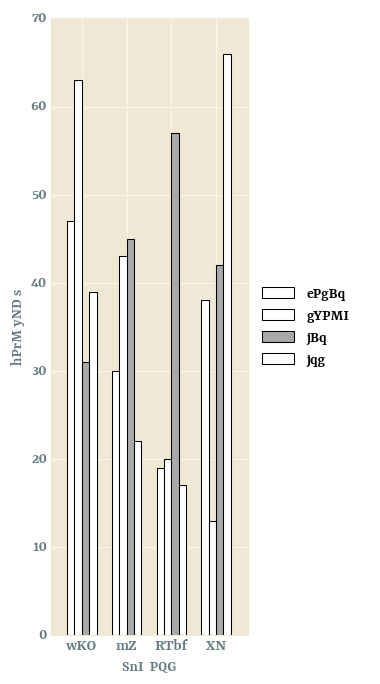 70
60
50
40
30
20
10
0
hPrM yND s
wKO mZ RTbf XN
SnI PQG
ePgBq
gYPMI
jBq
jqg